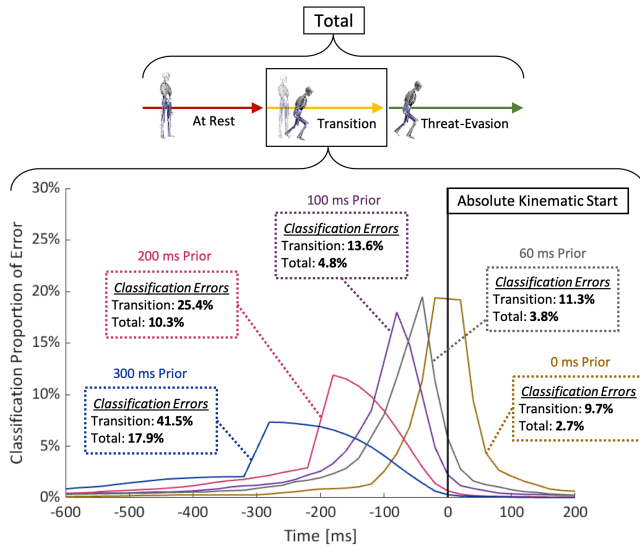 Total
At Rest
Transition
Threat-Evasion
30%
25%
20%
15%
10%
5%
0%
Classification Proportion of Error
100 ms Prior
Classification Errors
Transition: 13.6%
Total: 4.8%
Absolute Kinematic Start
200 ms Prior
Classification Errors
Transition: 25.4%
Total: 10.3%
60 ms Prior
Classification Errors
Transition: 11.3%
Total: 3.8%
300 ms Prior
Classification Errors
Transition: 41.5%
Total: 17.9%
0 ms Prior
Classification Errors
Transition: 9.7%
Total: 2.7%
-600 -500 -400 -300 -200 -100 0 100 200
Time [ms]